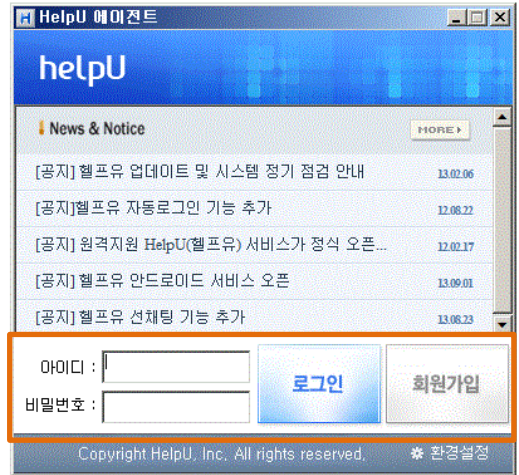 HelpU 에이전트
helpU
News & Notice MORE
[공지] 헬프유 업데이트 및 시스템 정기 점검 안내 13.02.06
[공지]헬프유 자동로그인 기능 추가 12.08.22
[공지] 원격지원 HelpU(헬프유) 서비스가 정식 오픈... 12.02.17
[공지] 헬프유 안드로이드 서비스 오픈 13.09.01
[공지] 헬프유 선채팅 기능 추가 13.08.23
아이디 :
비밀번호 :
로그인
회원가입
Copyright HelpU, Inc, All rights reserved, 환경설정